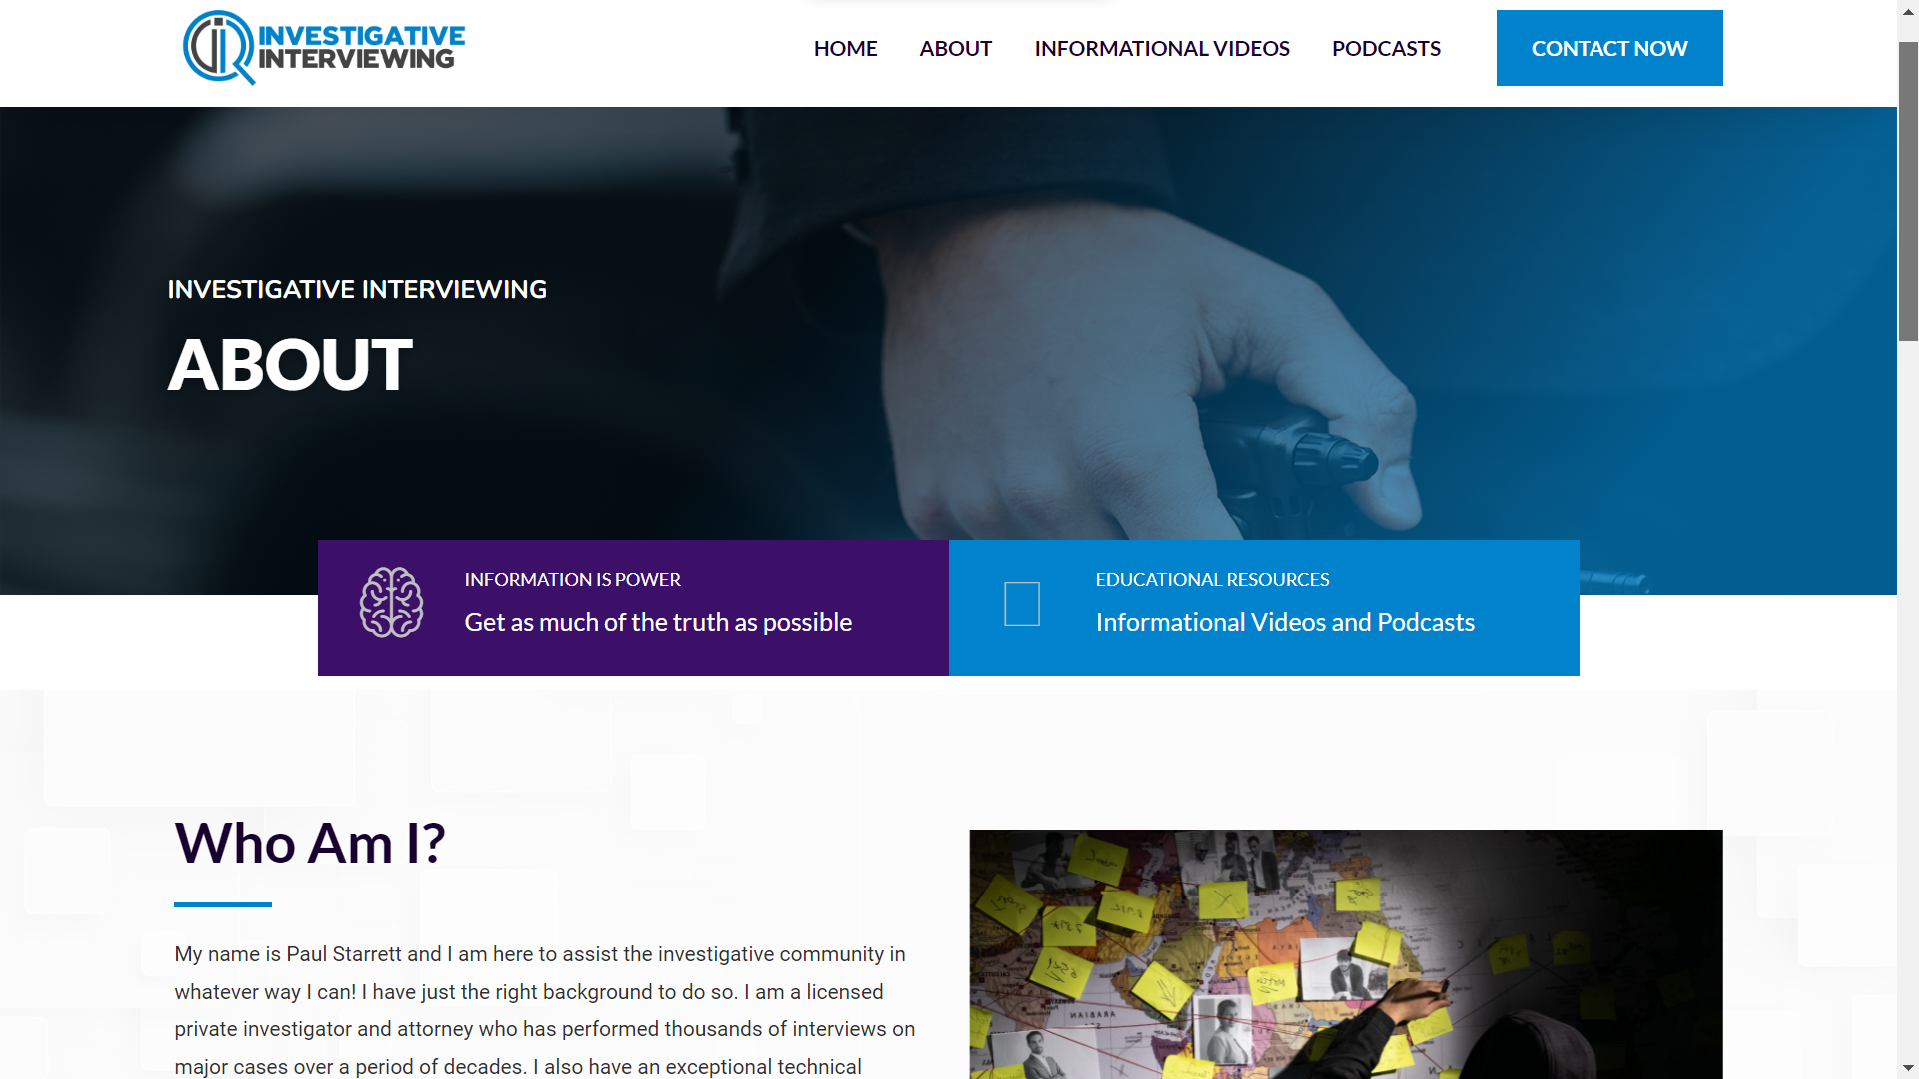 INVESTIGATIVE
INTERVIEWING
HOME ABOUT INFORMATIONAL VIDEOS PODCASTS CONTACT NOW
INVESTIGATIVE INTERVIEWING
ABOUT
INFORMATION IS POWER
Get as much of the truth as possible
EDUCATIONAL RESOURCES
Informational Videos and Podcasts
Who Am I?
My name is Paul Starrett and I am here to assist the investigative community in
whatever way I can! I have just the right background to do so. I am a licensed
private investigator and attorney who has performed thousands of interviews on
major cases over a period of decades. I also have an exceptional technical